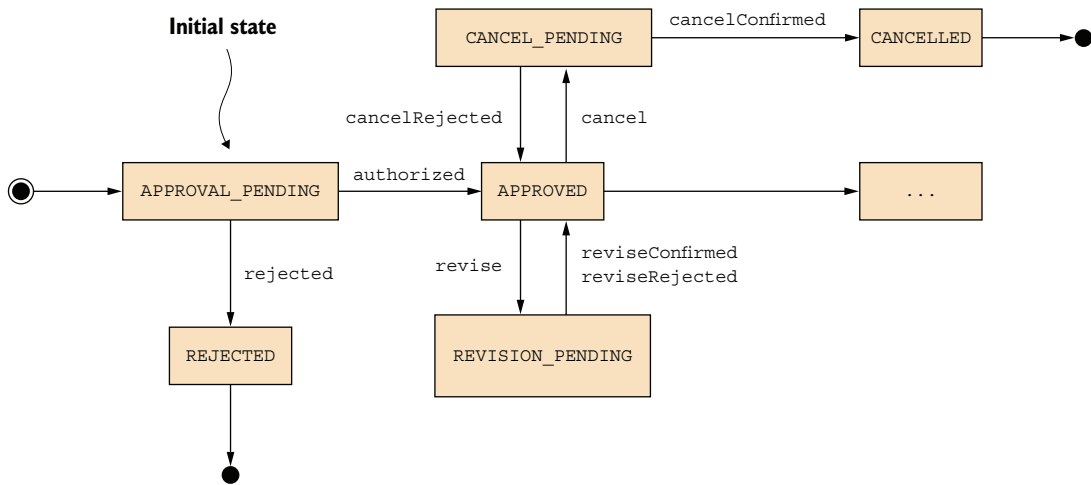 Initial state
CANCEL_PENDING
cancelConfirmed
CANCELLED
cancelRejected
cancel
APPROVAL_PENDING
authorized
APPROVED
...
rejected
revise
reviseConfirmed
reviseRejected
REJECTED
REVISION_PENDING